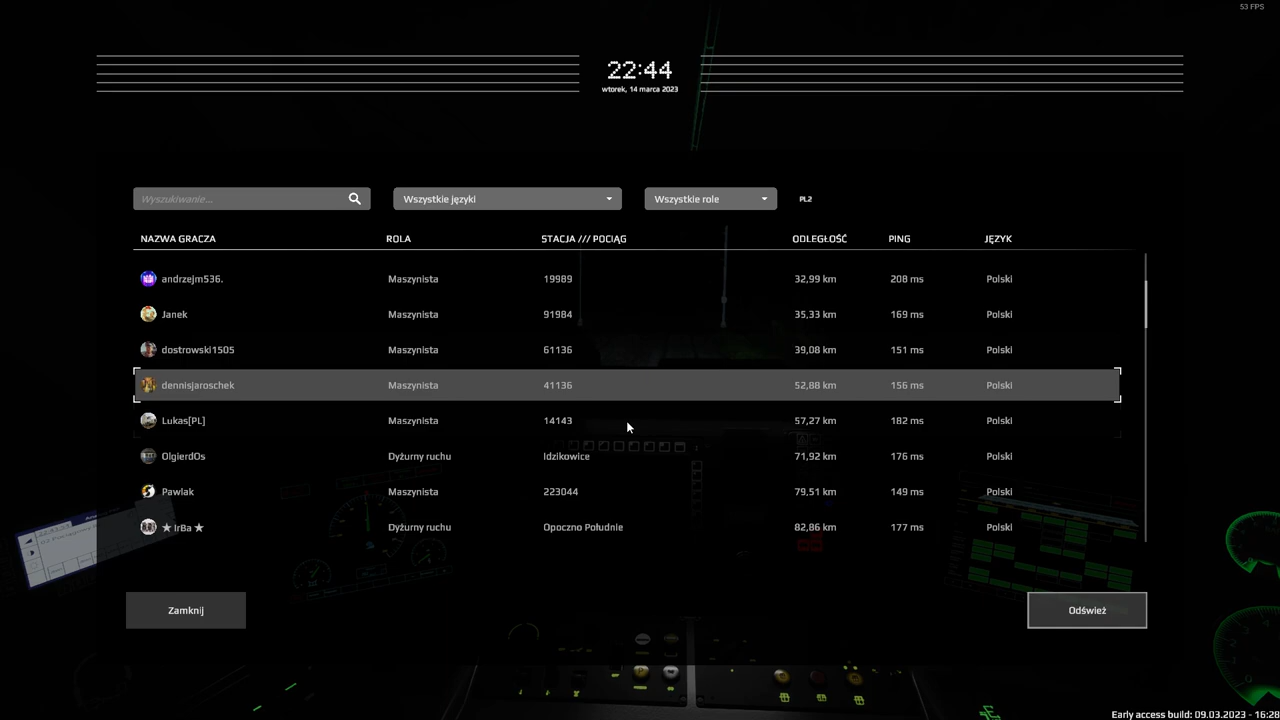 53 FPS
22:44
wtorek, 14 marca 2023
Wyszukiwanie... Wszystkie języki Wszystkie role PL2
NAZWA GRACZA ROLA STACJA /// POCIĄG ODLEGŁOŚĆ PING JĘZYK
andrzejm536. Maszynista 19989 32,99 km 208 ms Polski
Janek Maszynista 91984 35,33 km 169 ms Polski
dostrowski1505 Maszynista 61136 39,08 km 151 ms Polski
dennisjaroschek Maszynista 41136 52,88 km 156 ms Polski
Lukas[PL] Maszynista 14143 57,27 km 182 ms Polski
OlgierdOs Dyżurny ruchu Idzikowice 71,92 km 176 ms Polski
Pawlak Maszynista 223044 79,51 km 149 ms Polski
★ IrBa ★ Dyżurny ruchu Opoczno Południe 82,86 km 177 ms Polski
Zamknij Odśwież
Early access build: 09.03.2023 - 16:28